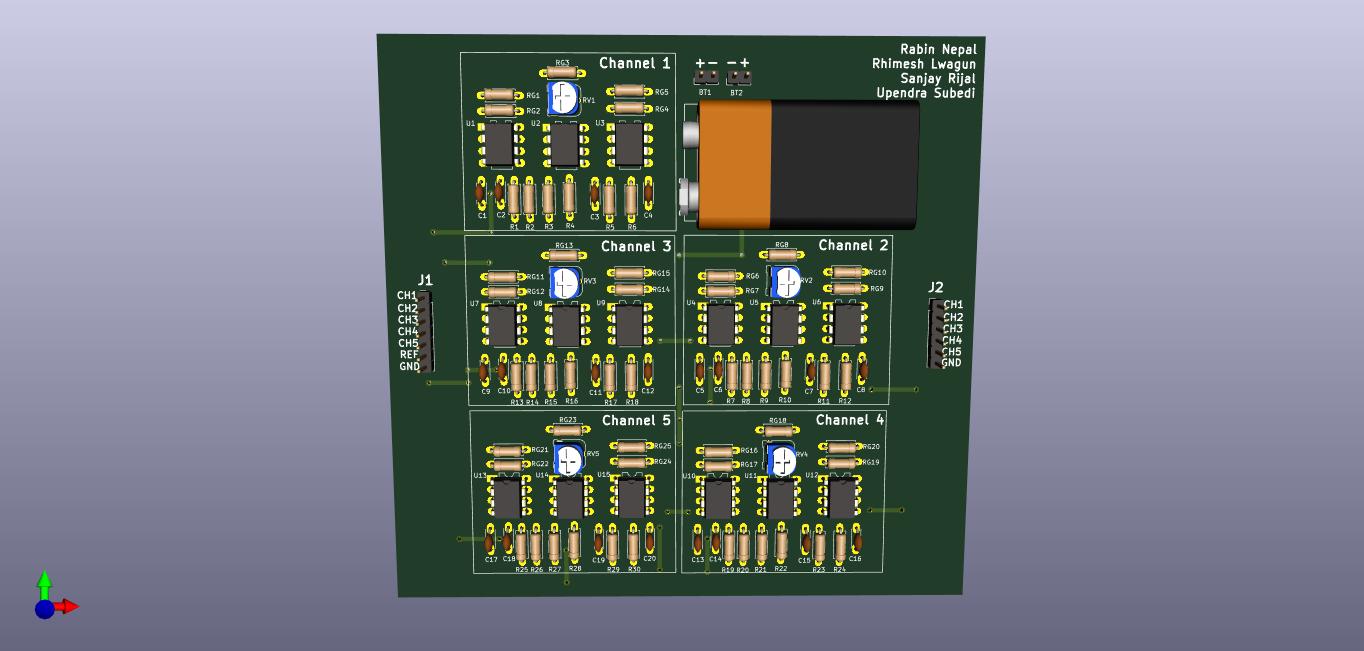 Rabin Nepal
Rhimesh Lwagun
Sanjay Rijal
Upendra Subedi
Channel 1
RG3
RV1
RG1
RG2
RG5
RG4
U1
U2
U3
C1
C2
R1
R2
R3
R4
C3
R5
R6
C4
+- -+
BT1
BT2
Channel 3
RG13
RV3
RG11
RG12
RG15
RG14
U7
U8
U9
C9
C10
R13
R14
R15
R16
C11
R17
R18
C12
Channel 2
RG8
RV2
RG6
RG7
RG10
RG9
U4
U5
U6
C5
C6
R7
R8
R9
R10
C7
R11
R12
C8
J1
CH1
CH2
CH3
CH4
CH5
REF
GND
J2
CH1
CH2
CH3
CH4
CH5
GND
Channel 5
RG23
RV5
RG21
RG22
RG25
RG24
U13
U14
U15
C17
C18
R25
R26
R27
R28
C19
R29
R30
C20
Channel 4
RG18
RV4
RG16
RG17
RG20
RG19
U10
U11
U12
C13
C14
R19
R20
R21
R22
C15
R23
R24
C16